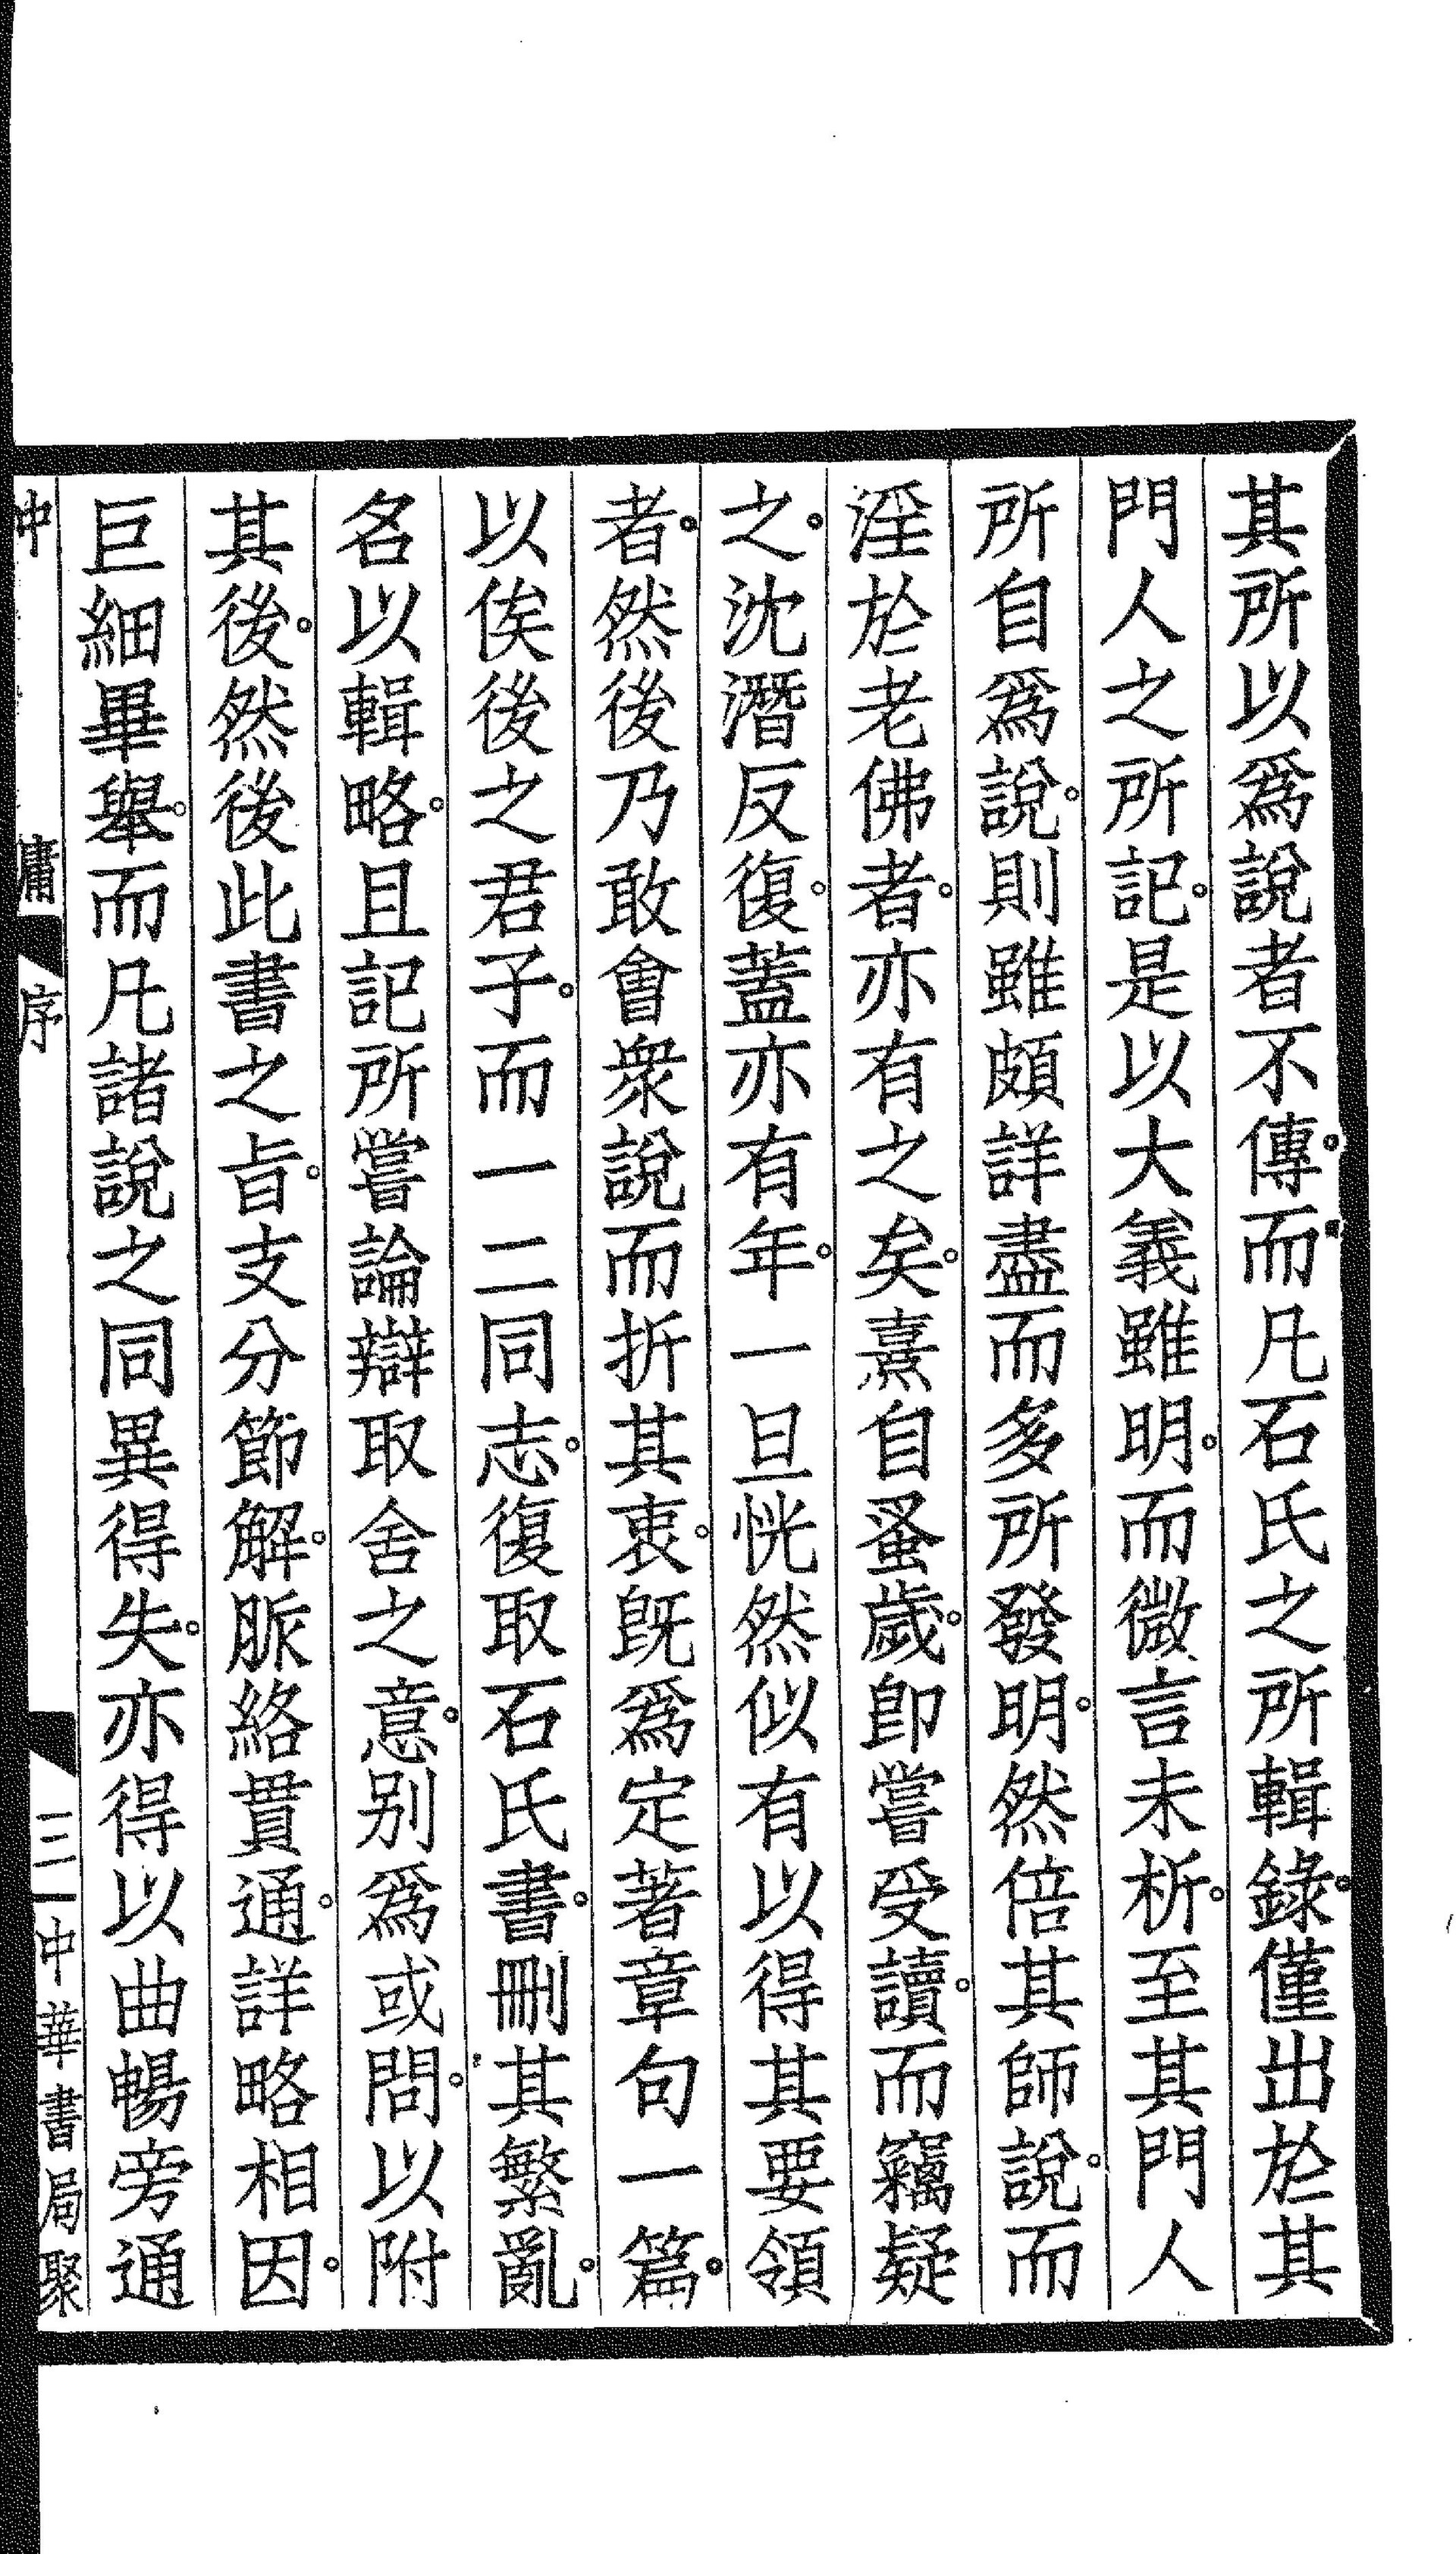 其所以爲說者不傳。而凡石氏之所輯錄。僅出於其
門人之所記。是以大義雖明。而微言未析。至其門人
所自爲說。則雖頗詳盡而多所發明。然倍其師說。而
淫於老佛者。亦有之矣。熹自蚤歲。卽嘗受讀。而竊疑
之。沈潛反復。蓋亦有年。一旦恍然似有以得其要領
者。然後乃敢會衆說而折其衷。旣爲定著章句一篇。
以俟後之君子。而一二同志。復取石氏書。刪其繁亂。
名以輯略。且記所嘗論辯取舍之意。別爲或問。以附
其後。然後此書之旨。支分節解。脈絡貫通。詳略相因。
巨細畢舉。而凡諸說之同異得失。亦得以曲暢旁通
中庸 序 三 中華書局聚